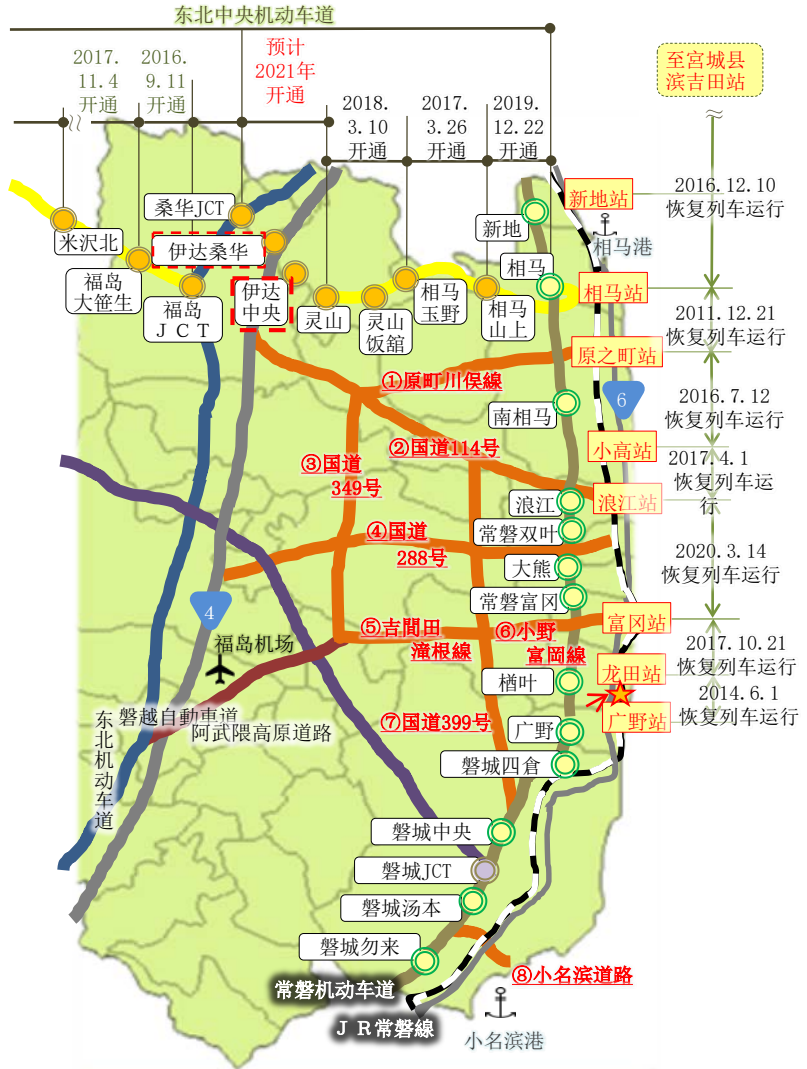 东北中央机动车道
2017.
11.4
开通
2016.
9.11
开通
预计
2021年
开通
2018.
3.10
开通
2017.
3.26
开通
2019.
12.22
开通
至宮城县
滨吉田站
桑华JCT
米沢北
伊达桑华
福岛
大笹生
福岛
ＪＣＴ
伊达
中央
灵山
灵山
饭舘
相马
玉野
相马
山上
新地
相马
新地站
相马港
2016.12.10
恢复列车运行
相马站
2011.12.21
恢复列车运行
原之町站
①原町川俣線
6
2016.7.12
恢复列车运行
南相马
②国道114号
小高站
③国道
349号
2017.4.1
恢复列车运
行
浪江
浪江站
常磐双叶
④国道
288号
大熊
2020.3.14
恢复列车运行
常磐富冈
4
富冈站
⑤吉間田
潼根線
⑥小野
富岡線
福岛机场
2017.10.21
恢复列车运行
龙田站
楢叶
2014.6.1
恢复列车运行
广野站
东北机动车道
磐越自動車道
阿武隈高原道路
⑦国道399号
广野
磐城四倉
磐城中央
磐城JCT
磐城汤本
磐城勿来
常磐机动车道
⑧小名滨道路
ＪＲ常磐線
小名滨港